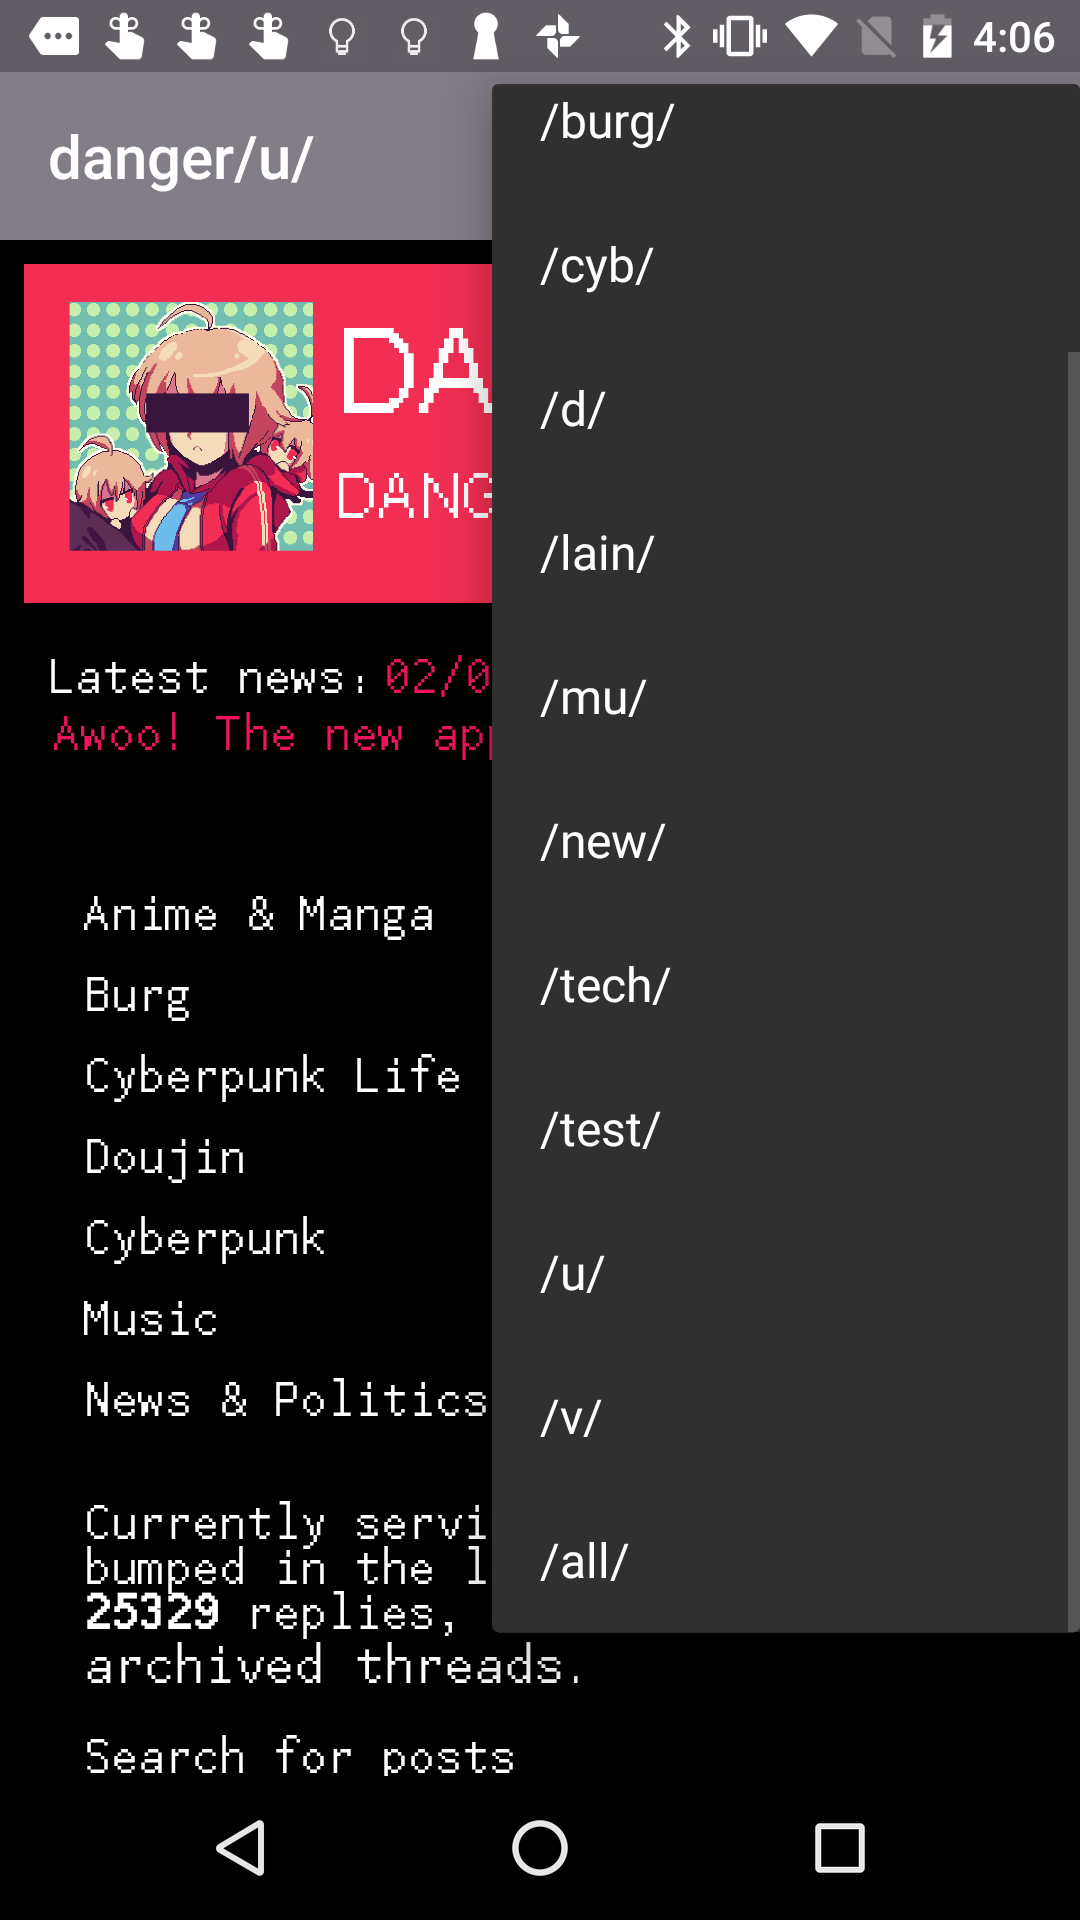 4:06
danger/u/
DA
DANG
Latest news: 02/0
Awoo! The new app
Anime & Manga
Burg
Cyberpunk Life
Doujin
Cyberpunk
Music
News & Politics
Currently servi
bumped in the l
25329 replies,
archived threads.
Search for posts
/burg/
/cyb/
/d/
/lain/
/mu/
/new/
/tech/
/test/
/u/
/v/
/all/